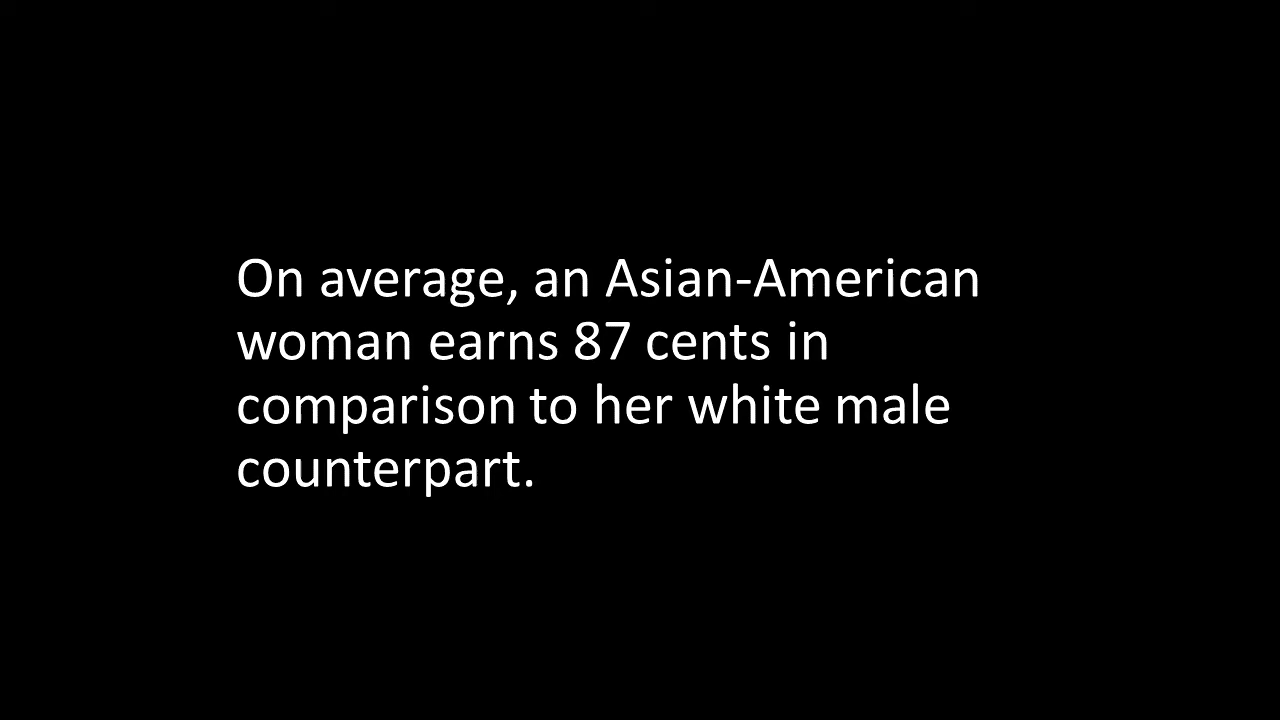 On average, an Asian-American
woman earns 87 cents in
comparison to her white male
counterpart.